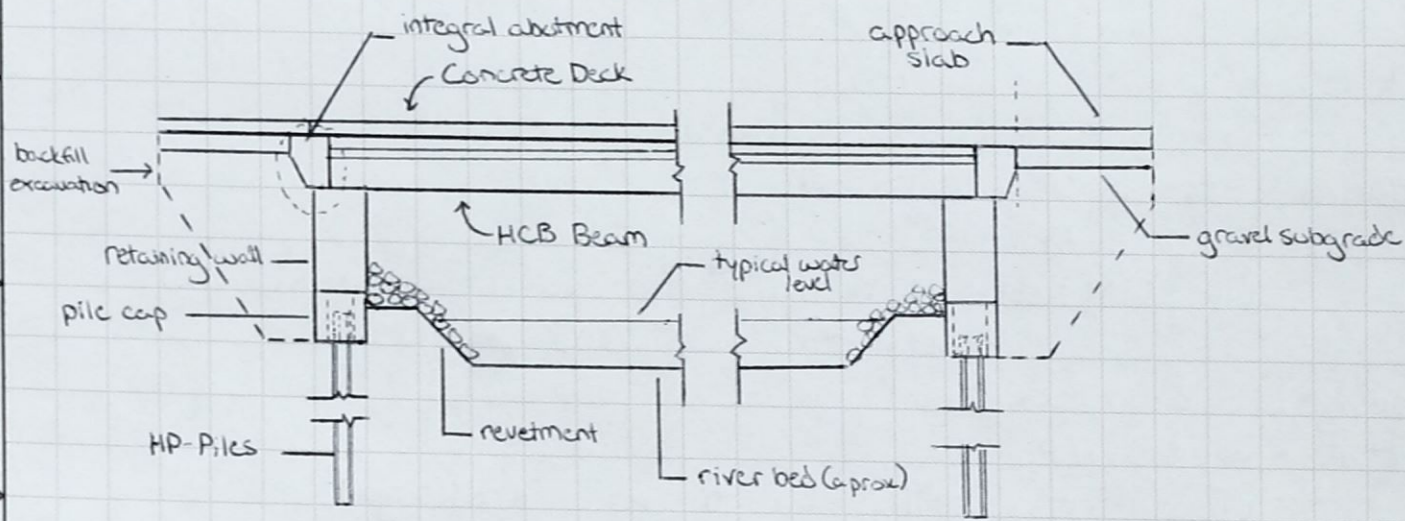 integral abutment
Concrete Deck
approach
slab
backfill
excavation
HCB Beam
retaining wall
typical water
level
gravel subgrade
pile cap
revetment
HP-Piles
river bed (aprox)